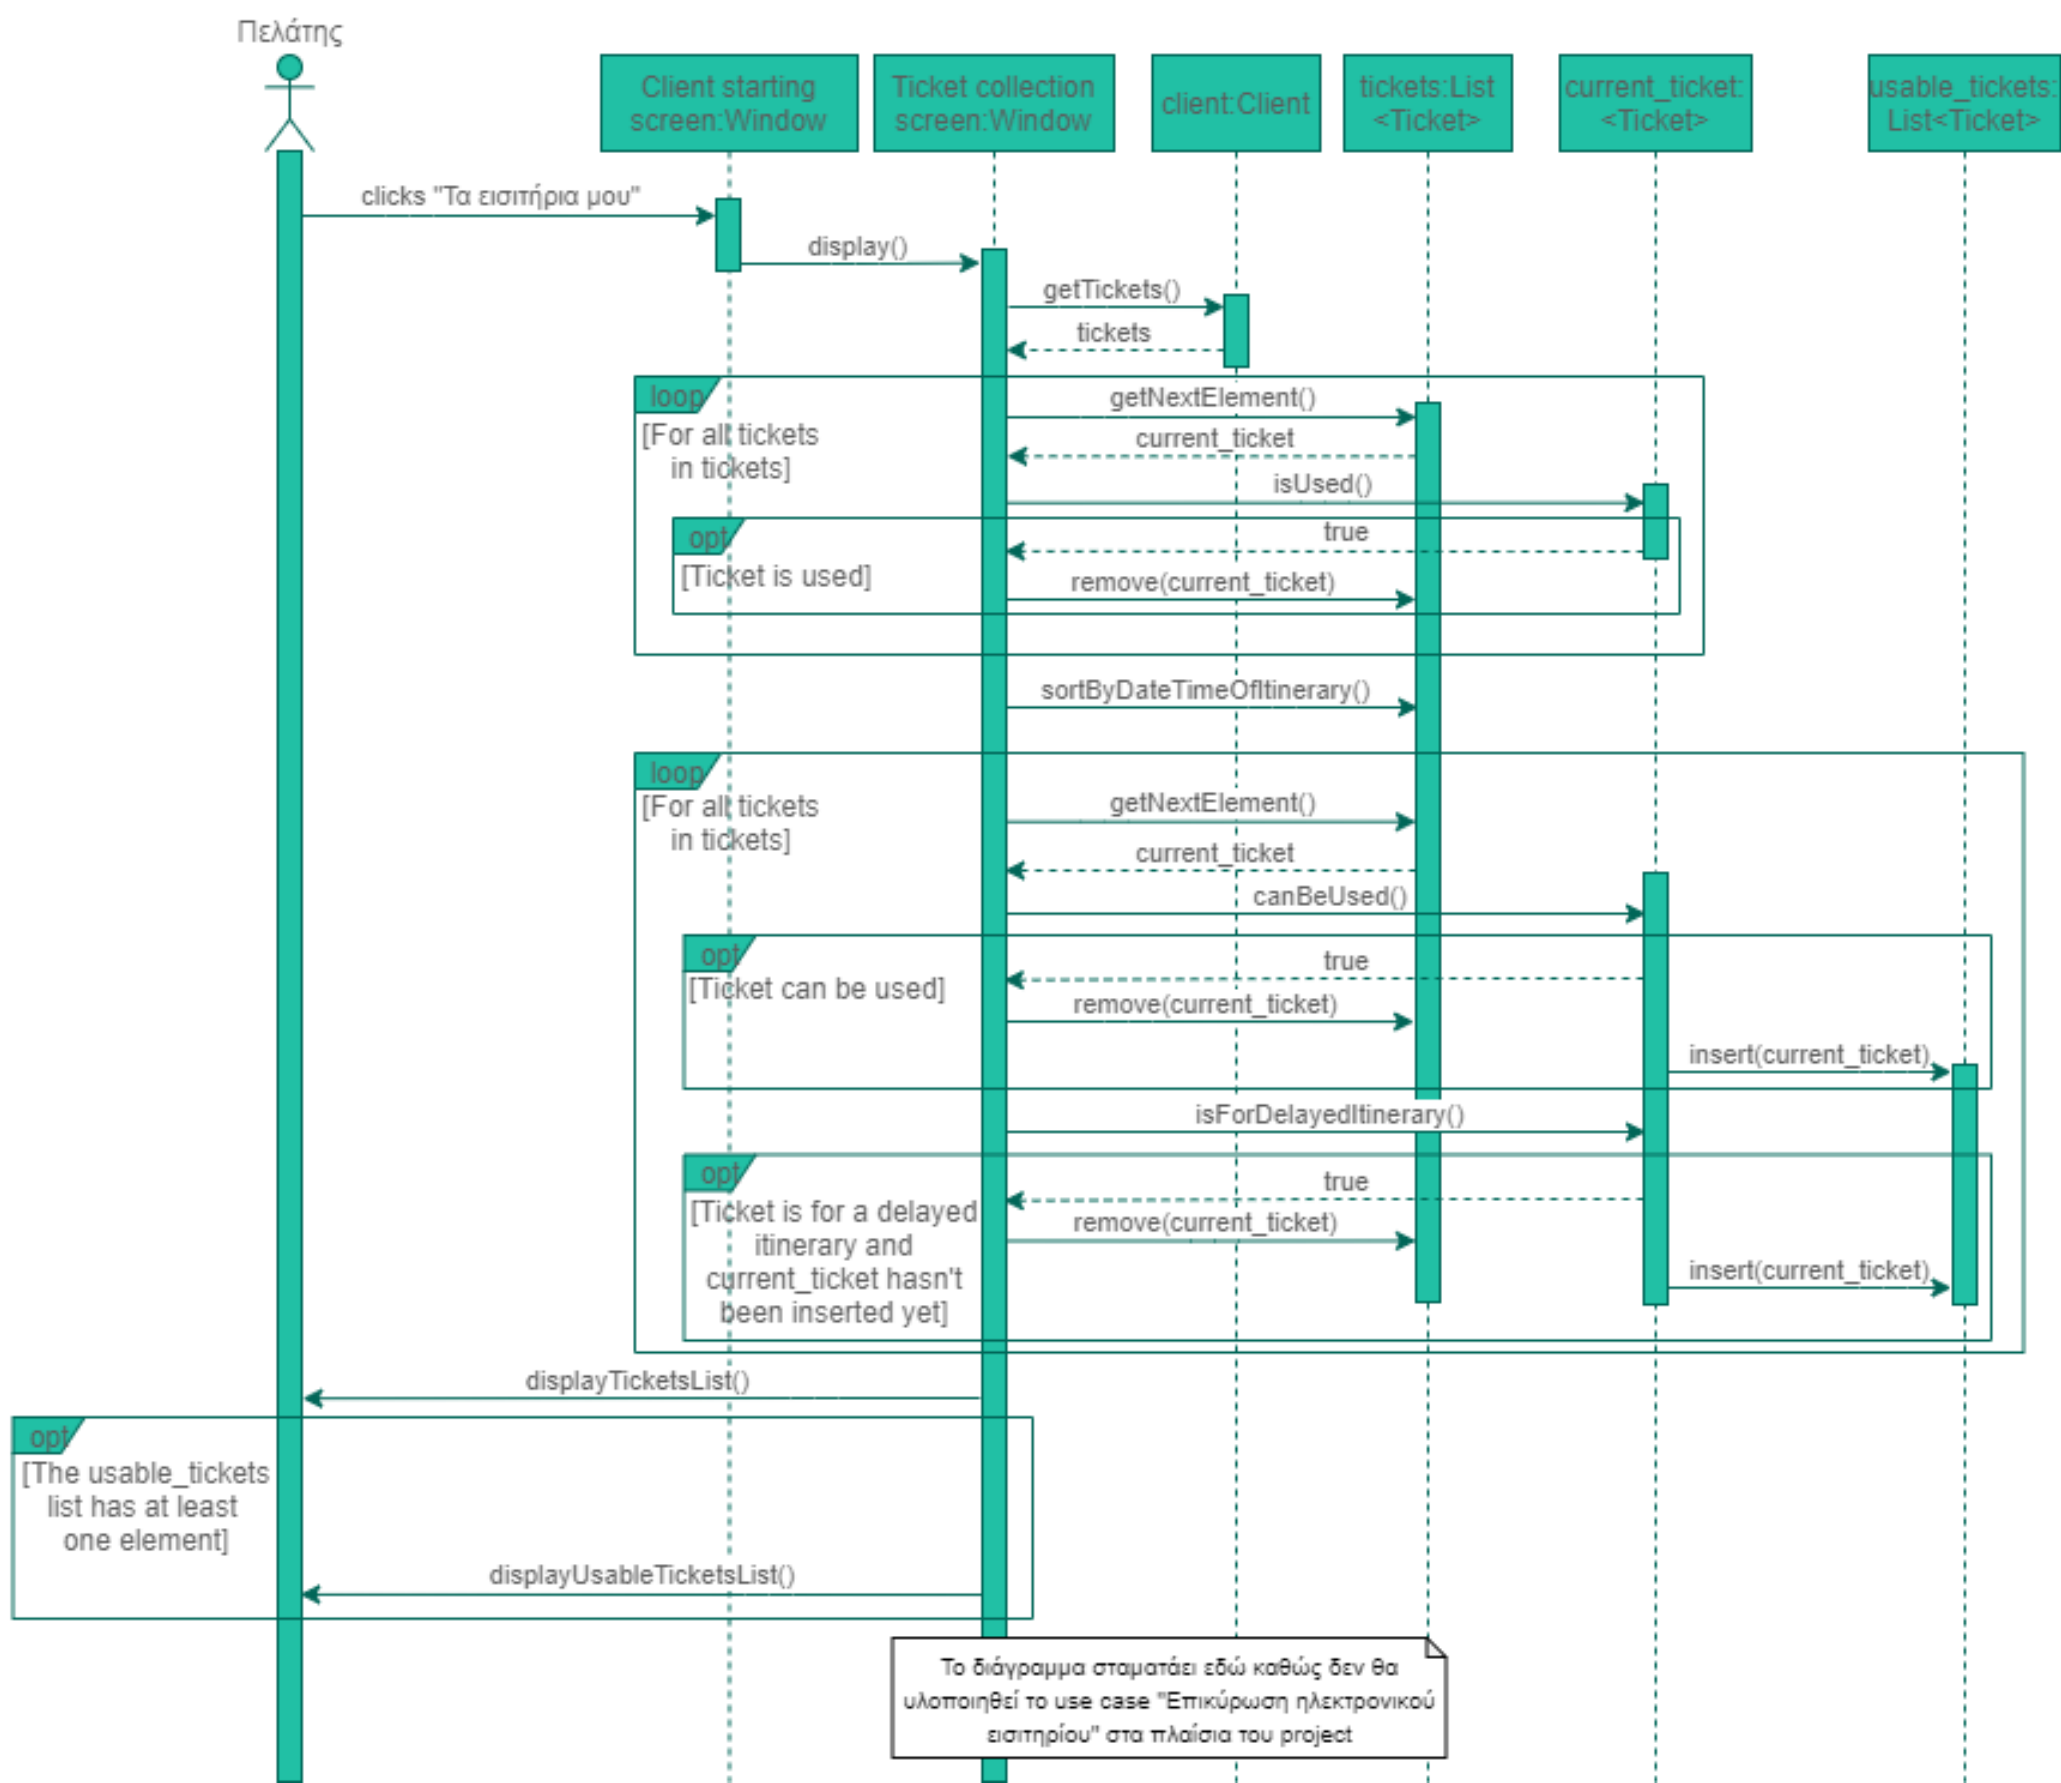 Πελάτης
Client starting
screen:Window
Ticket collection
screen:Window
client:Client
tickets:List
<Ticket>
current_ticket:
<Ticket>
usable_tickets:
List<Ticket>
clicks "Τα εισιτήρια μου"
display()
getTickets()
tickets
loop
[For all tickets
in tickets]
getNextElement()
current_ticket
isUsed()
opt
[Ticket is used]
true
remove(current_ticket)
sortByDateTimeOfItinerary()
loop
[For all tickets
in tickets]
getNextElement()
current_ticket
canBeUsed()
opt
[Ticket can be used]
true
remove(current_ticket)
insert(current_ticket)
isForDelayedItinerary()
opt
[Ticket is for a delayed
itinerary and
current_ticket hasn't
been inserted yet]
true
remove(current_ticket)
insert(current_ticket)
displayTicketsList()
opt
[The usable_tickets
list has at least
one element]
displayUsableTicketsList()
Το διάγραμμα σταματάει εδώ καθώς δεν θα
υλοποιηθεί το use case "Επικύρωση ηλεκτρονικού
εισιτηρίου" στα πλαίσια του project